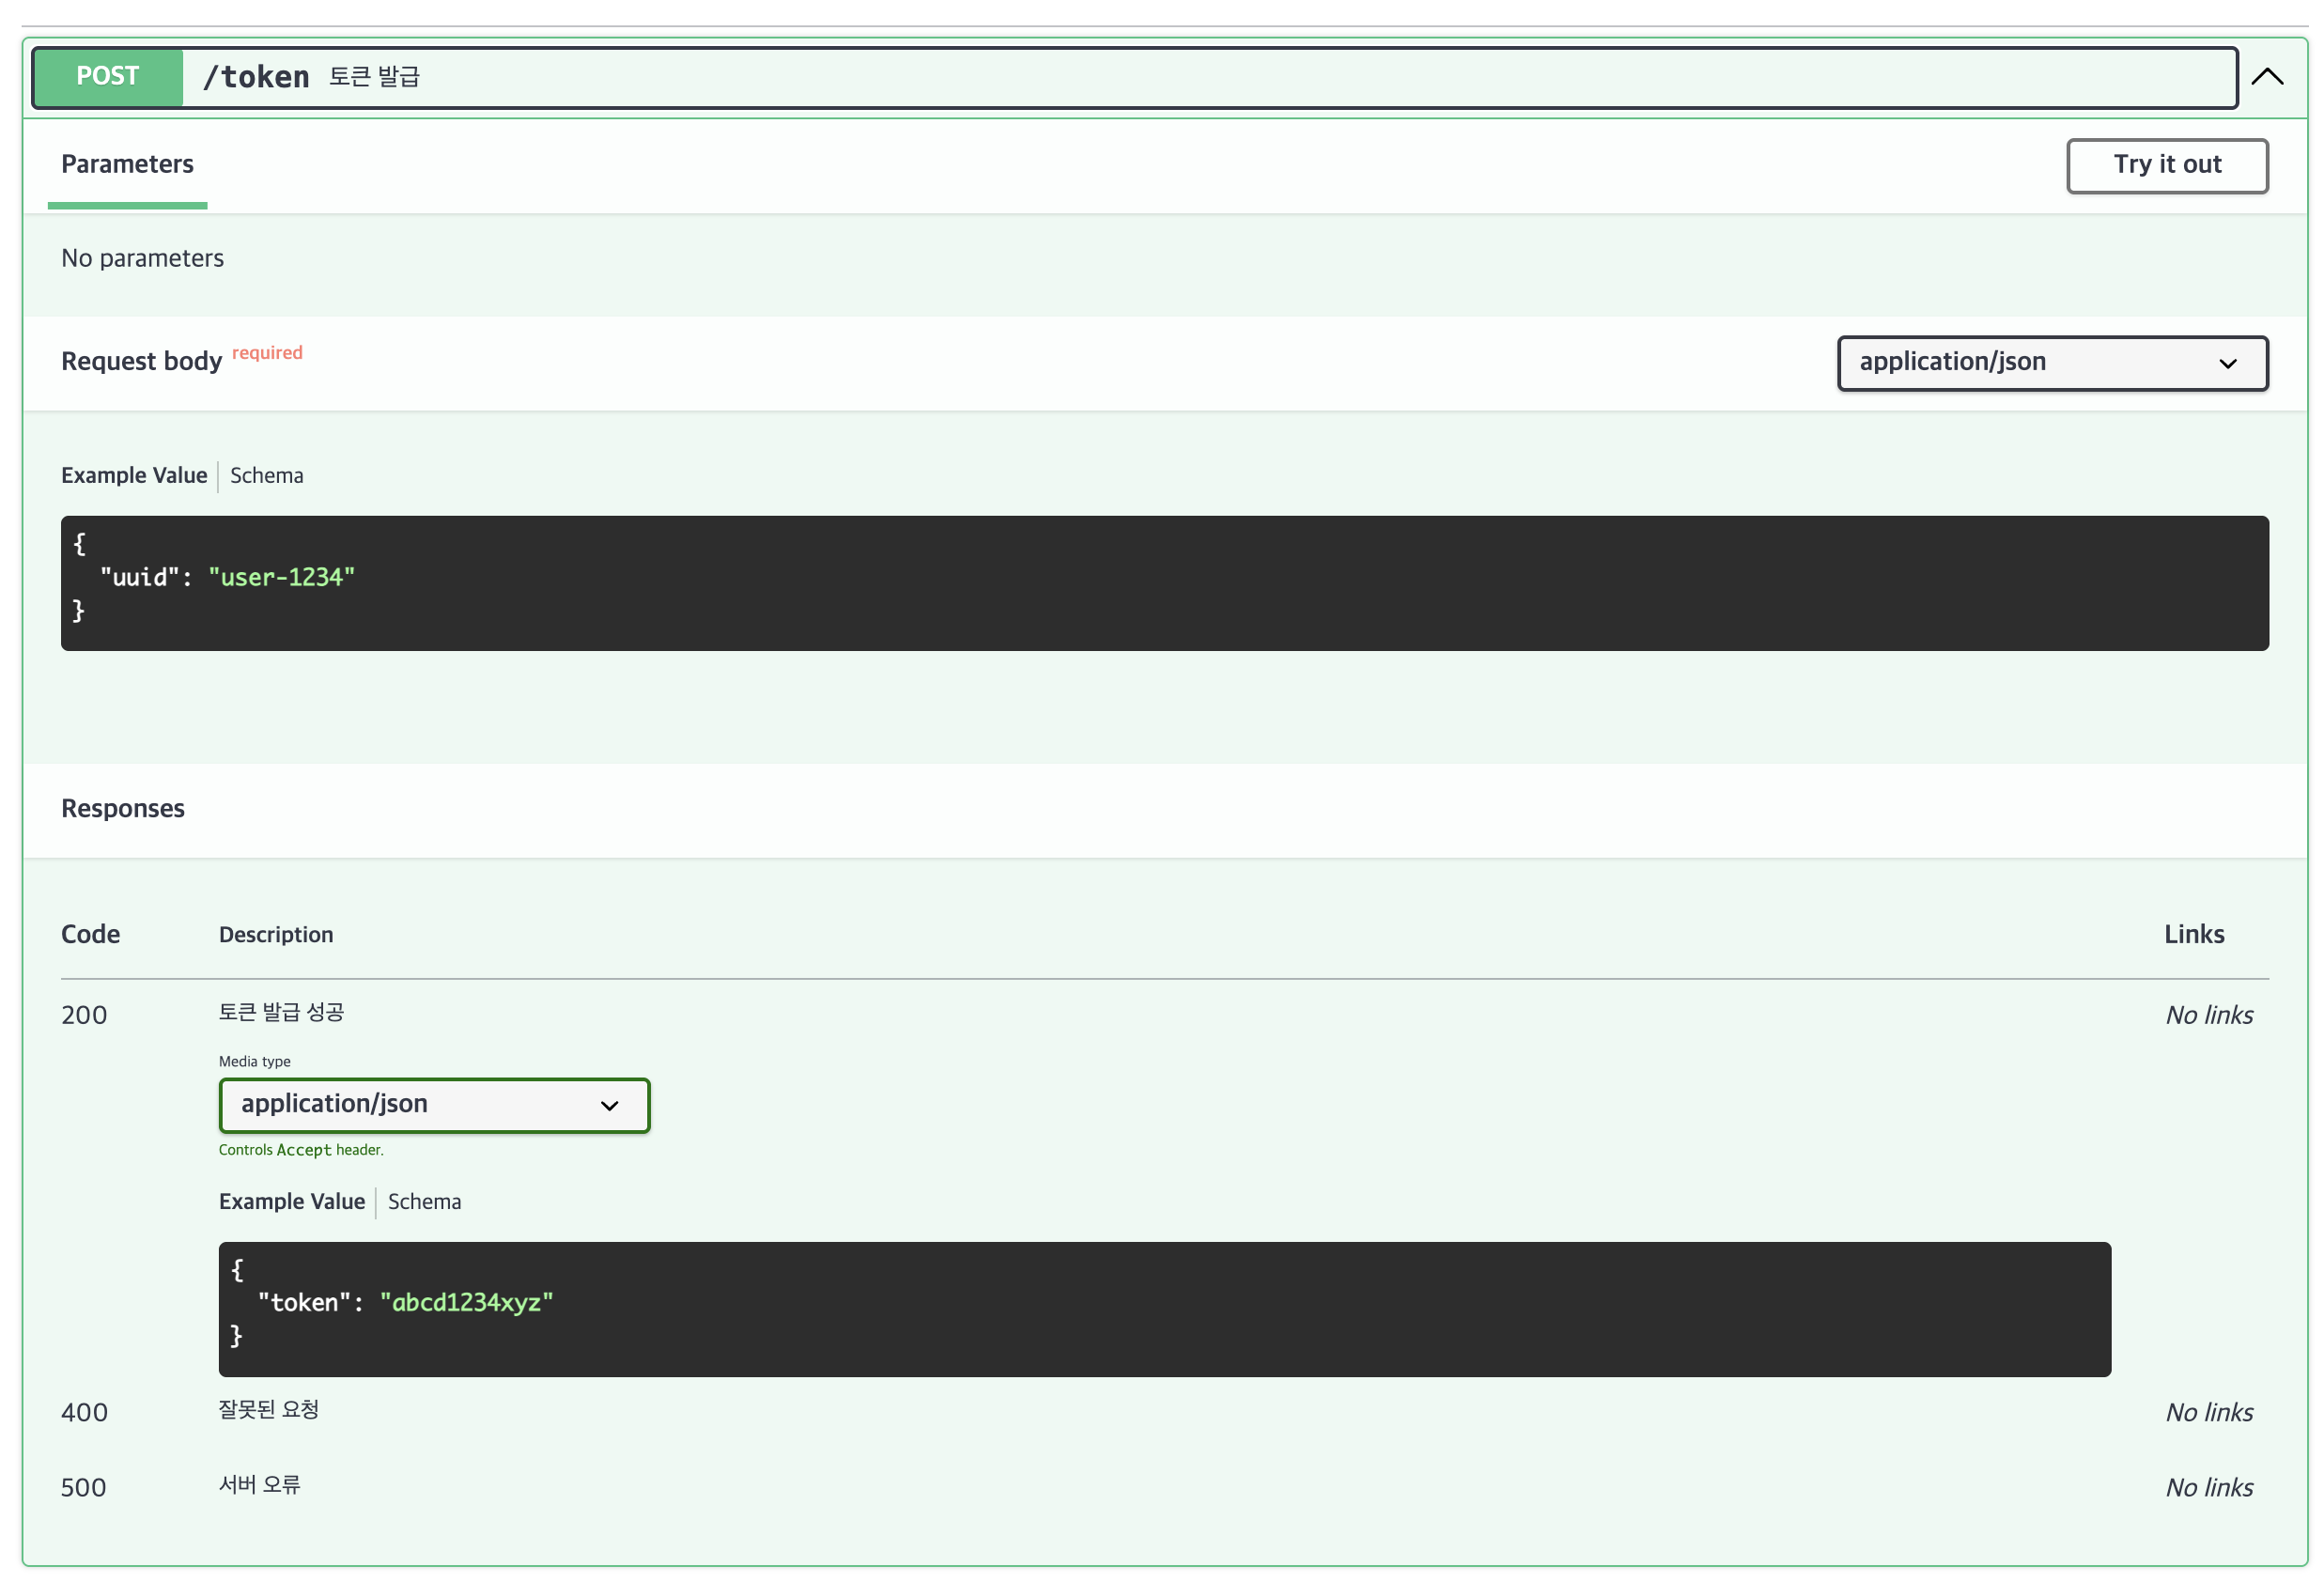 POST /token 토큰 발급
Parameters
Try it out
No parameters
Request body required
application/json
Example Value Schema
{
  "uuid": "user-1234"
}
Responses
Code Description Links
200 토큰 발급 성공 No links
Media type
application/json
Controls Accept header.
Example Value Schema
{
  "token": "abcd1234xyz"
}
400 잘못된 요청 No links
500 서버 오류 No links